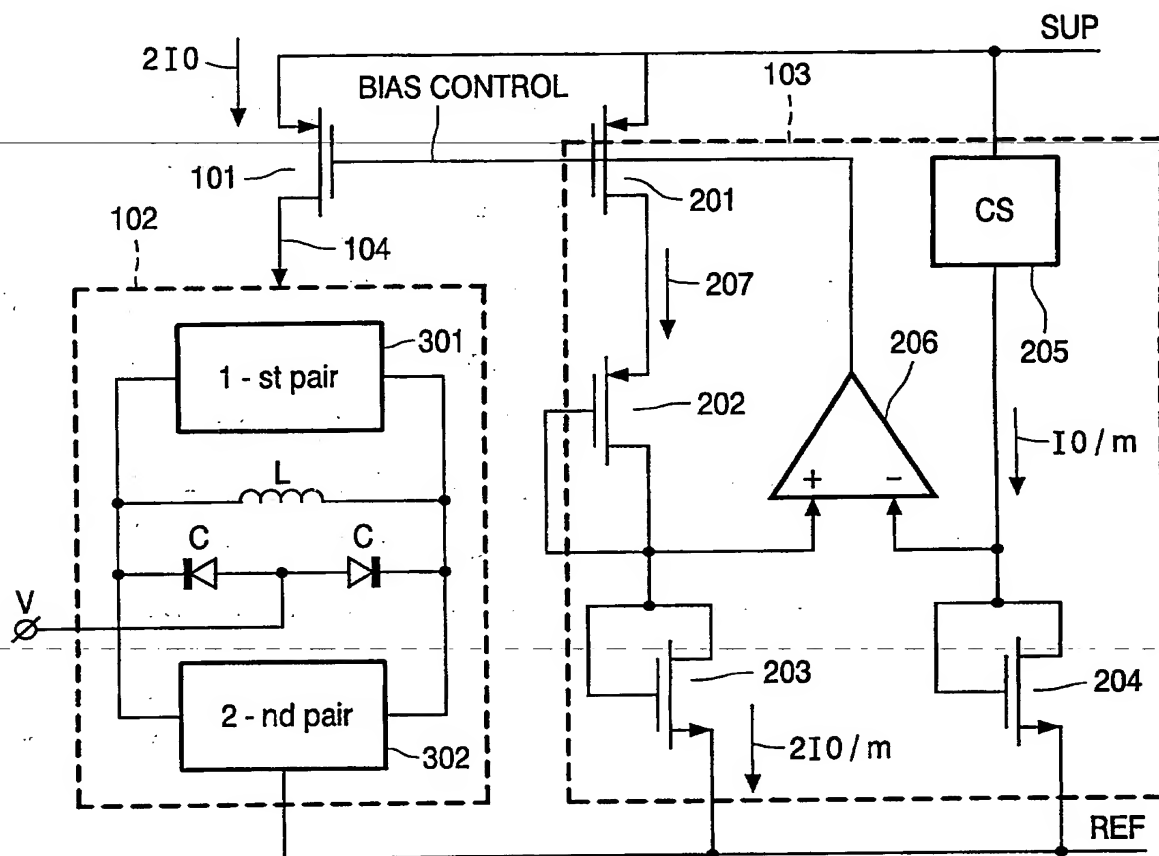 SUP
2I0
103
BIAS CONTROL
101
201
CS
102
104
207
205
301
206
1 - st pair
202
I0/m
L
+ -
C C
V
203
204
2 - nd pair
302
2I0/m
REF